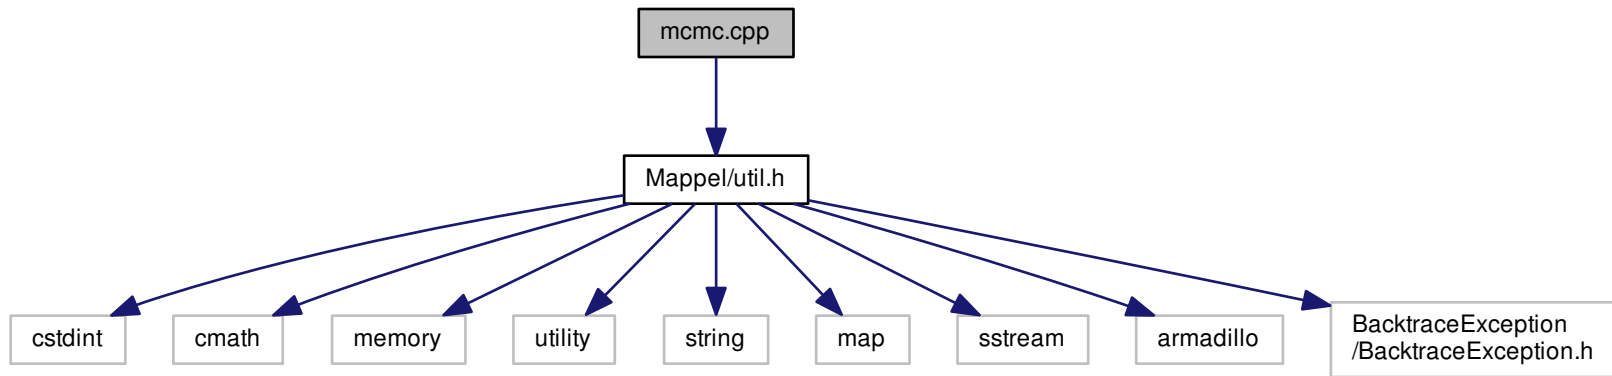 mcmc.cpp
Mappel/util.h
cstdint
cmath
memory
utility
string
map
sstream
armadillo
BacktraceException
/BacktraceException.h